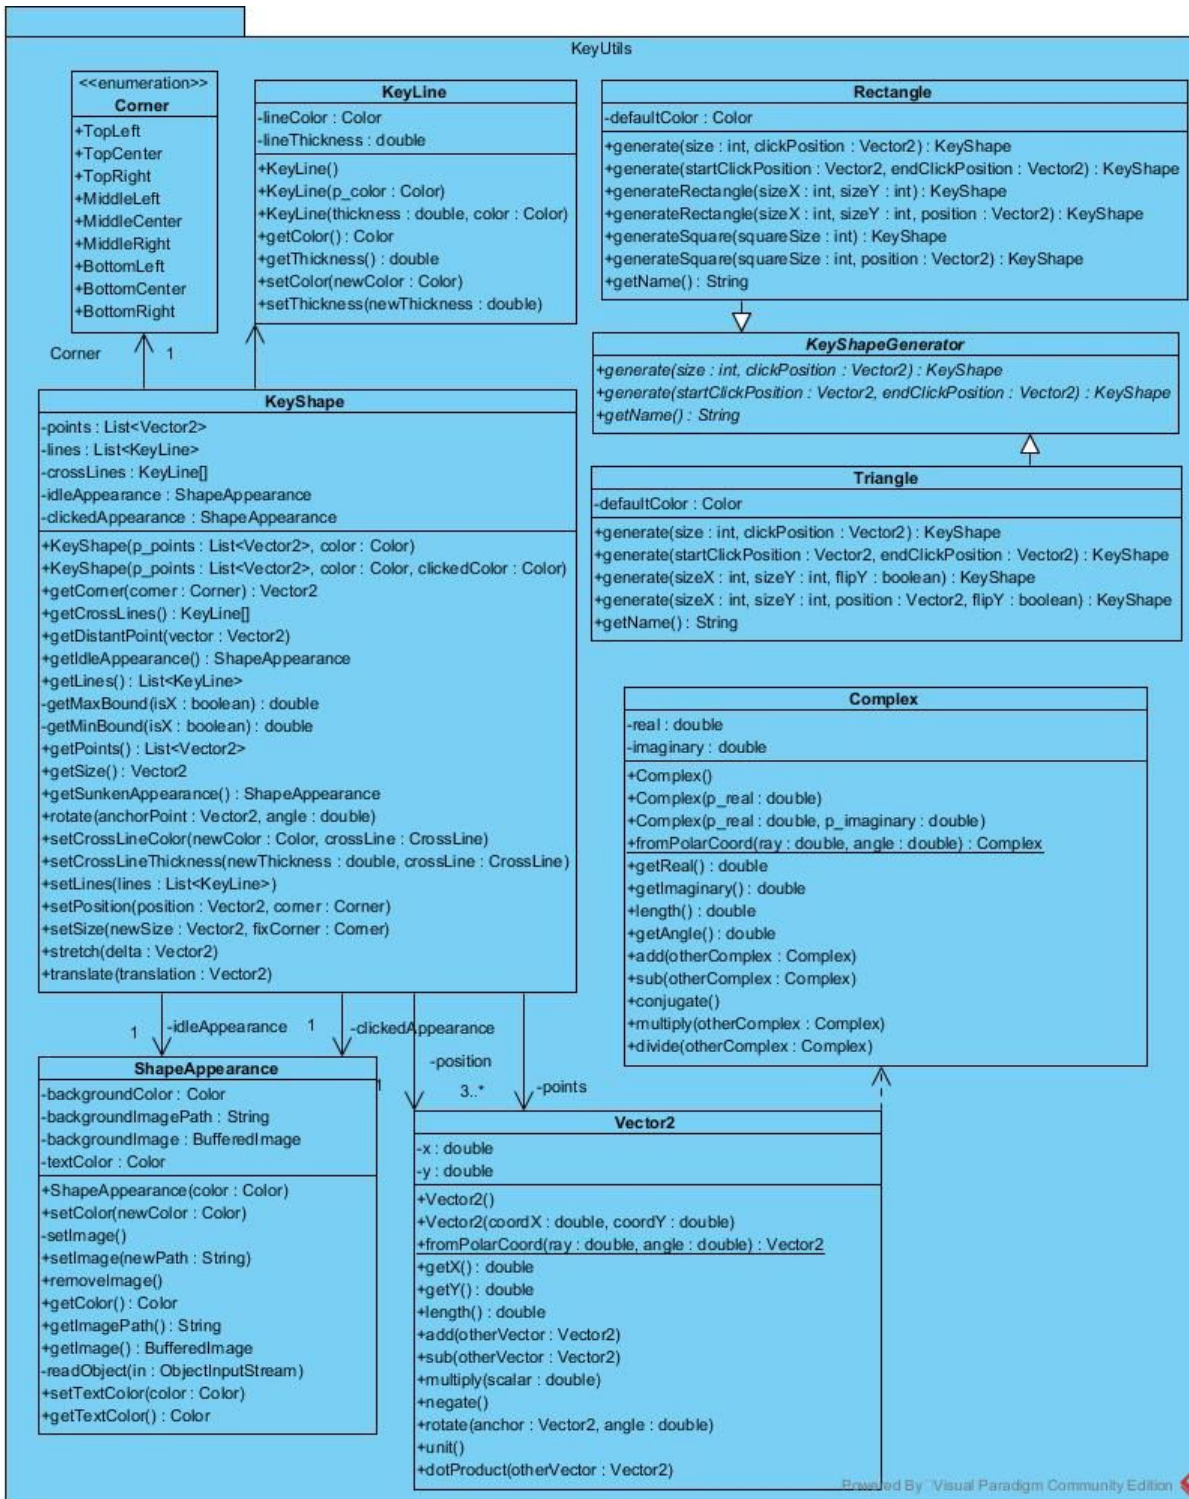 KeyUtils
<<enumeration>>
Corner
+TopLeft
+TopCenter
+TopRight
+MiddleLeft
+MiddleCenter
+MiddleRight
+BottomLeft
+BottomCenter
+BottomRight
KeyLine
-lineColor : Color
-lineThickness : double
+KeyLine()
+KeyLine(p_color : Color)
+KeyLine(thickness : double, color : Color)
+getColor() : Color
+getThickness() : double
+setColor(newColor : Color)
+setThickness(newThickness : double)
Rectangle
-defaultColor : Color
+generate(size : int, clickPosition : Vector2) : KeyShape
+generate(startClickPosition : Vector2, endClickPosition : Vector2) : KeyShape
+generateRectangle(sizeX : int, sizeY : int) : KeyShape
+generateRectangle(sizeX : int, sizeY : int, position : Vector2) : KeyShape
+generateSquare(squareSize : int) : KeyShape
+generateSquare(squareSize : int, position : Vector2) : KeyShape
+getName() : String
KeyShapeGenerator
+generate(size : int, clickPosition : Vector2) : KeyShape
+generate(startClickPosition : Vector2, endClickPosition : Vector2) : KeyShape
+getName() : String
Corner
1
KeyShape
-points : List<Vector2>
-lines : List<KeyLine>
-crossLines : KeyLine[]
-idleAppearance : ShapeAppearance
-clickedAppearance : ShapeAppearance
+KeyShape(p_points : List<Vector2>, color : Color)
+KeyShape(p_points : List<Vector2>, color : Color, clickedColor : Color)
+getCorner(corner : Corner) : Vector2
+getCrossLines() : KeyLine[]
+getDistantPoint(vector : Vector2)
+getIdleAppearance() : ShapeAppearance
+getLines() : List<KeyLine>
-getMaxBound(isX : boolean) : double
-getMinBound(isX : boolean) : double
+getPoints() : List<Vector2>
+getSize() : Vector2
+getSunkenAppearance() : ShapeAppearance
+rotate(anchorPoint : Vector2, angle : double)
+setCrossLineColor(newColor : Color, crossLine : CrossLine)
+setCrossLineThickness(newThickness : double, crossLine : CrossLine)
+setLines(lines : List<KeyLine>)
+setPosition(position : Vector2, corner : Corner)
+setSize(newSize : Vector2, fixCorner : Corner)
+stretch(delta : Vector2)
+translate(translation : Vector2)
Triangle
-defaultColor : Color
+generate(size : int, clickPosition : Vector2) : KeyShape
+generate(startClickPosition : Vector2, endClickPosition : Vector2) : KeyShape
+generate(sizeX : int, sizeY : int, flipY : boolean) : KeyShape
+generate(sizeX : int, sizeY : int, position : Vector2, flipY : boolean) : KeyShape
+getName() : String
Complex
-real : double
-imaginary : double
+Complex()
+Complex(p_real : double)
+Complex(p_real : double, p_imaginary : double)
+fromPolarCoord(ray : double, angle : double) : Complex
+getReal() : double
+getImaginary() : double
+length() : double
+getAngle() : double
+add(otherComplex : Complex)
+sub(otherComplex : Complex)
+conjugate()
+multiply(otherComplex : Complex)
+divide(otherComplex : Complex)
1
-idleAppearance
1
-clickedAppearance
1
-position
3..*
-points
ShapeAppearance
-backgroundColor : Color
-backgroundImagePath : String
-backgroundImage : BufferedImage
-textColor : Color
+ShapeAppearance(color : Color)
+setColor(newColor : Color)
-setImage()
+setImage(newPath : String)
+removeImage()
+getColor() : Color
+getImagePath() : String
+getImage() : BufferedImage
-readObject(in : ObjectInputStream)
+setTextColor(color : Color)
+getTextColor() : Color
Vector2
-x : double
-y : double
+Vector2()
+Vector2(coordX : double, coordY : double)
+fromPolarCoord(ray : double, angle : double) : Vector2
+getX() : double
+getY() : double
+length() : double
+add(otherVector : Vector2)
+sub(otherVector : Vector2)
+multiply(scalar : double)
+negate()
+rotate(anchor : Vector2, angle : double)
+unit()
+dotProduct(otherVector : Vector2)
Powered By Visual Paradigm Community Edition